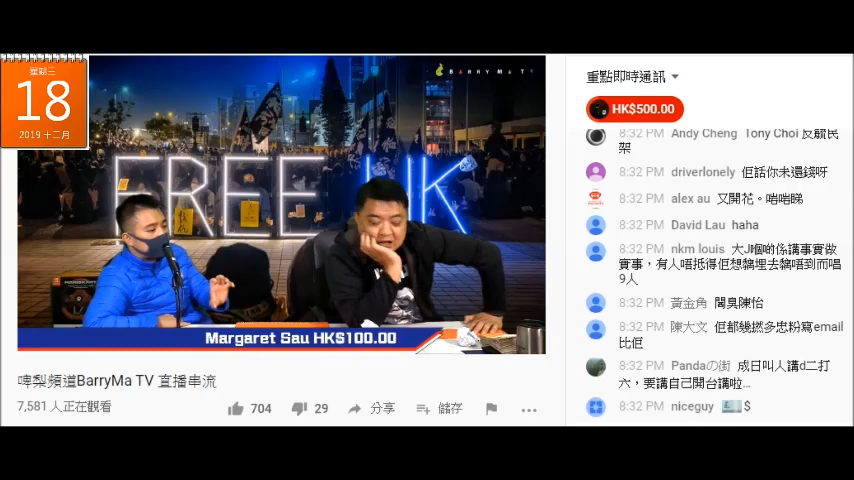 星期三
18
2019 十二月
BARRYMA TV
FREE HK
Margaret Sau HK$100.00
啤梨頻道BarryMa TV 直播串流
7,581 人正在觀看
704
29
分享
儲存
重點即時通訊
HK$500.00
8:32 PM Andy Cheng Tony Choi 反賊民
架
8:32 PM driverlonely 佢話你未還錢呀
8:32 PM alex au 又開花。啱啱睇
8:32 PM David Lau haha
8:32 PM nkm louis 大J嗰啲係講事實做
實事，有人唔抵得佢想貓埋去貓唔到而唱
9人
8:32 PM 黃金角 閪臭陳怡
8:32 PM 陳大文 佢都幾撚多忠粉寫email
比佢
8:32 PM Pandaの街 成日叫人講d二打
六，要講自己開台講啦...
8:32 PM niceguy 💵$